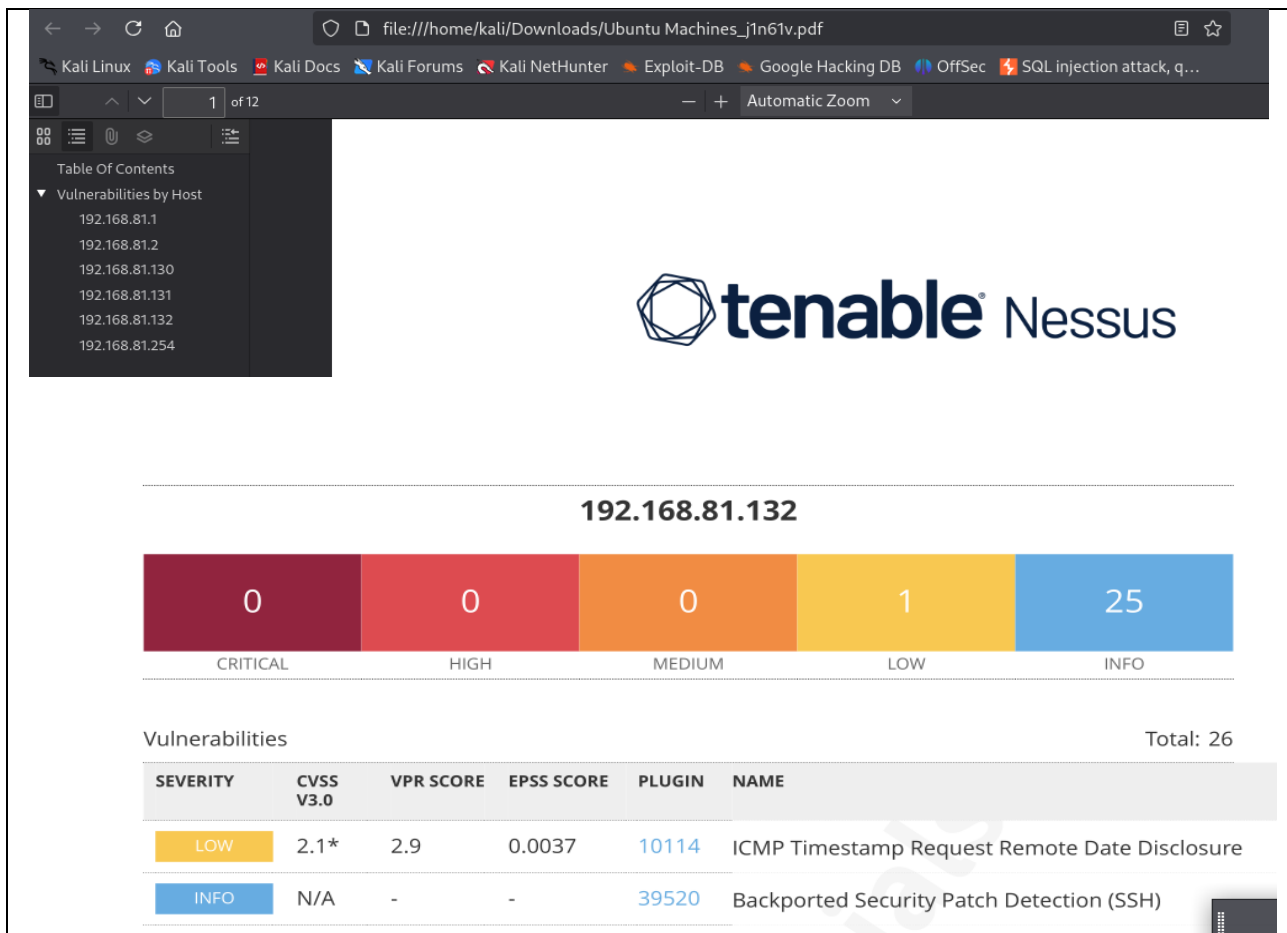 file:///home/kali/Downloads/Ubuntu Machines_j1n61v.pdf
Kali Linux Kali Tools Kali Docs Kali Forums Kali NetHunter Exploit-DB Google Hacking DB OffSec SQL injection attack, q...
1 of 12 Automatic Zoom
Table Of Contents
Vulnerabilities by Host
192.168.81.1
192.168.81.2
192.168.81.130
192.168.81.131
192.168.81.132
192.168.81.254
tenable® Nessus
192.168.81.132
0 0 0 1 25
CRITICAL HIGH MEDIUM LOW INFO
Vulnerabilities Total: 26
SEVERITY CVSS V3.0 VPR SCORE EPSS SCORE PLUGIN NAME
LOW 2.1* 2.9 0.0037 10114 ICMP Timestamp Request Remote Date Disclosure
INFO N/A - - 39520 Backported Security Patch Detection (SSH)